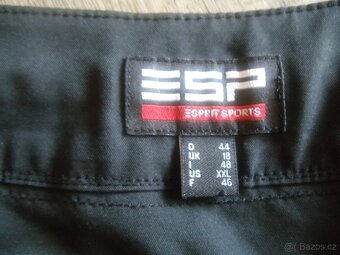 ESP
ESPRIT SPORTS
D 44
UK 18
I 48
US XXL
F 46
Bazos.cz